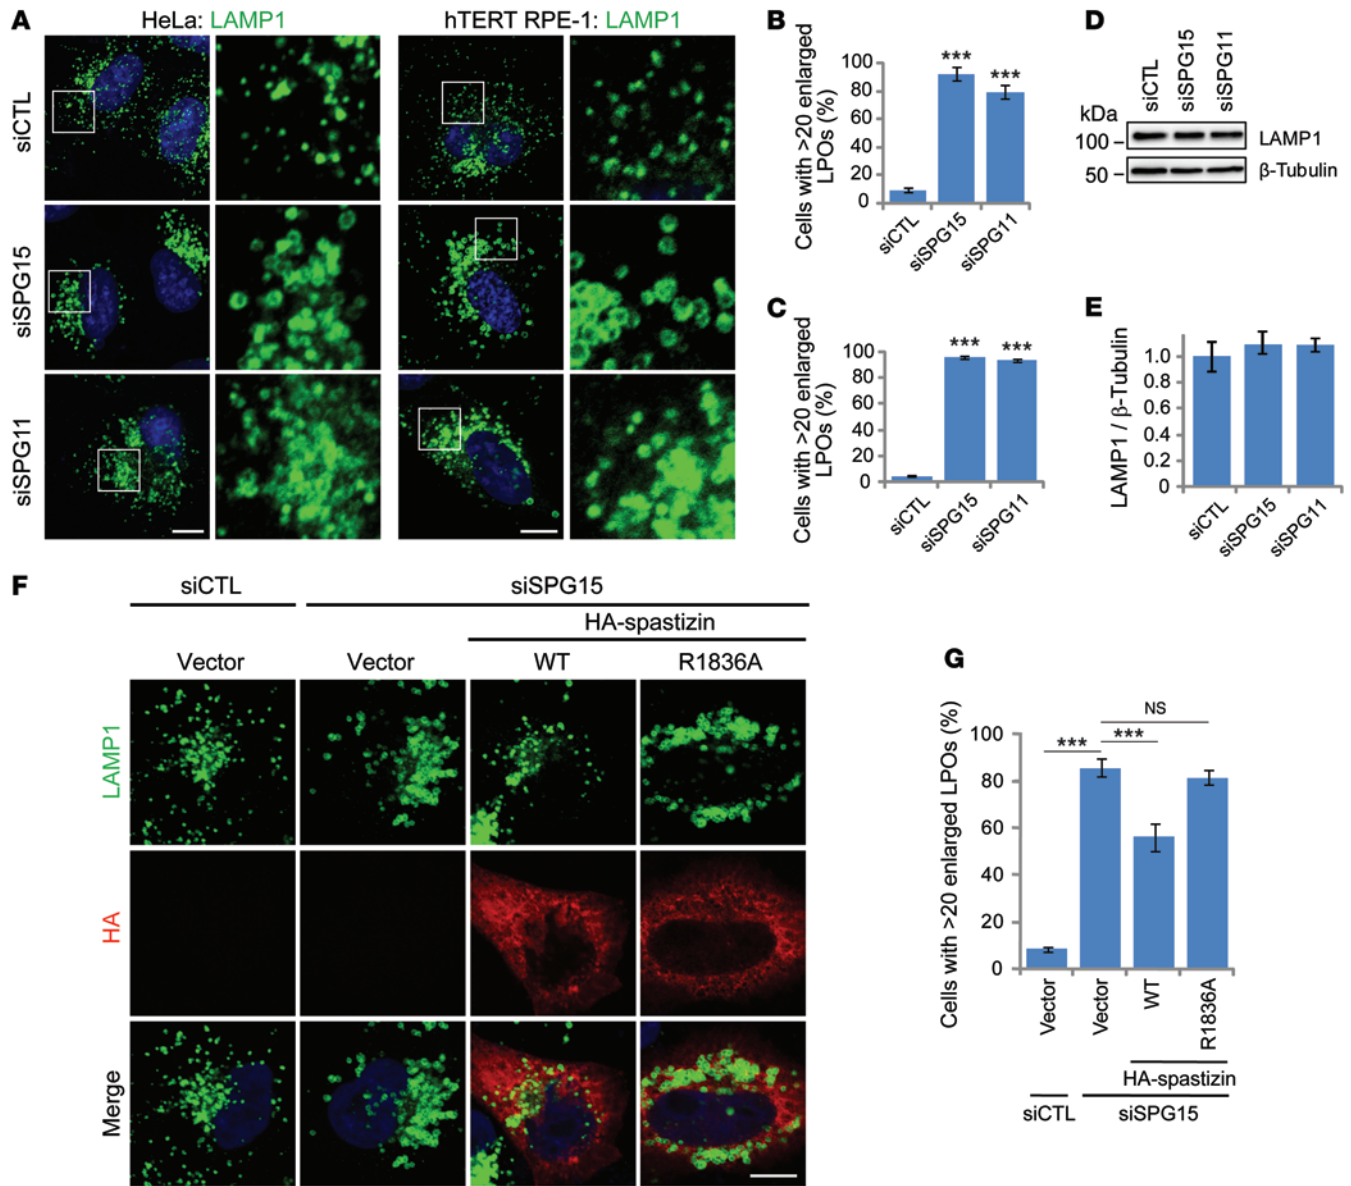 A
HeLa: LAMP1
hTERT RPE-1: LAMP1
siCTL
siSPG15
siSPG11
B
Cells with >20 enlarged
LPOs (%)
100
80
60
40
20
0
***
***
siCTL
siSPG15
siSPG11
C
Cells with >20 enlarged
LPOs (%)
100
80
60
40
20
0
***
***
siCTL
siSPG15
siSPG11
D
siCTL
siSPG15
siSPG11
kDa
100
LAMP1
50
β-Tubulin
E
LAMP1 / β-Tubulin
1.0
0.8
0.6
0.4
0.2
0
siCTL
siSPG15
siSPG11
F
siCTL
siSPG15
HA-spastizin
Vector
Vector
WT
R1836A
LAMP1
HA
Merge
G
Cells with >20 enlarged LPOs (%)
100
80
60
40
20
0
***
***
NS
Vector
Vector
WT
R1836A
HA-spastizin
siCTL
siSPG15